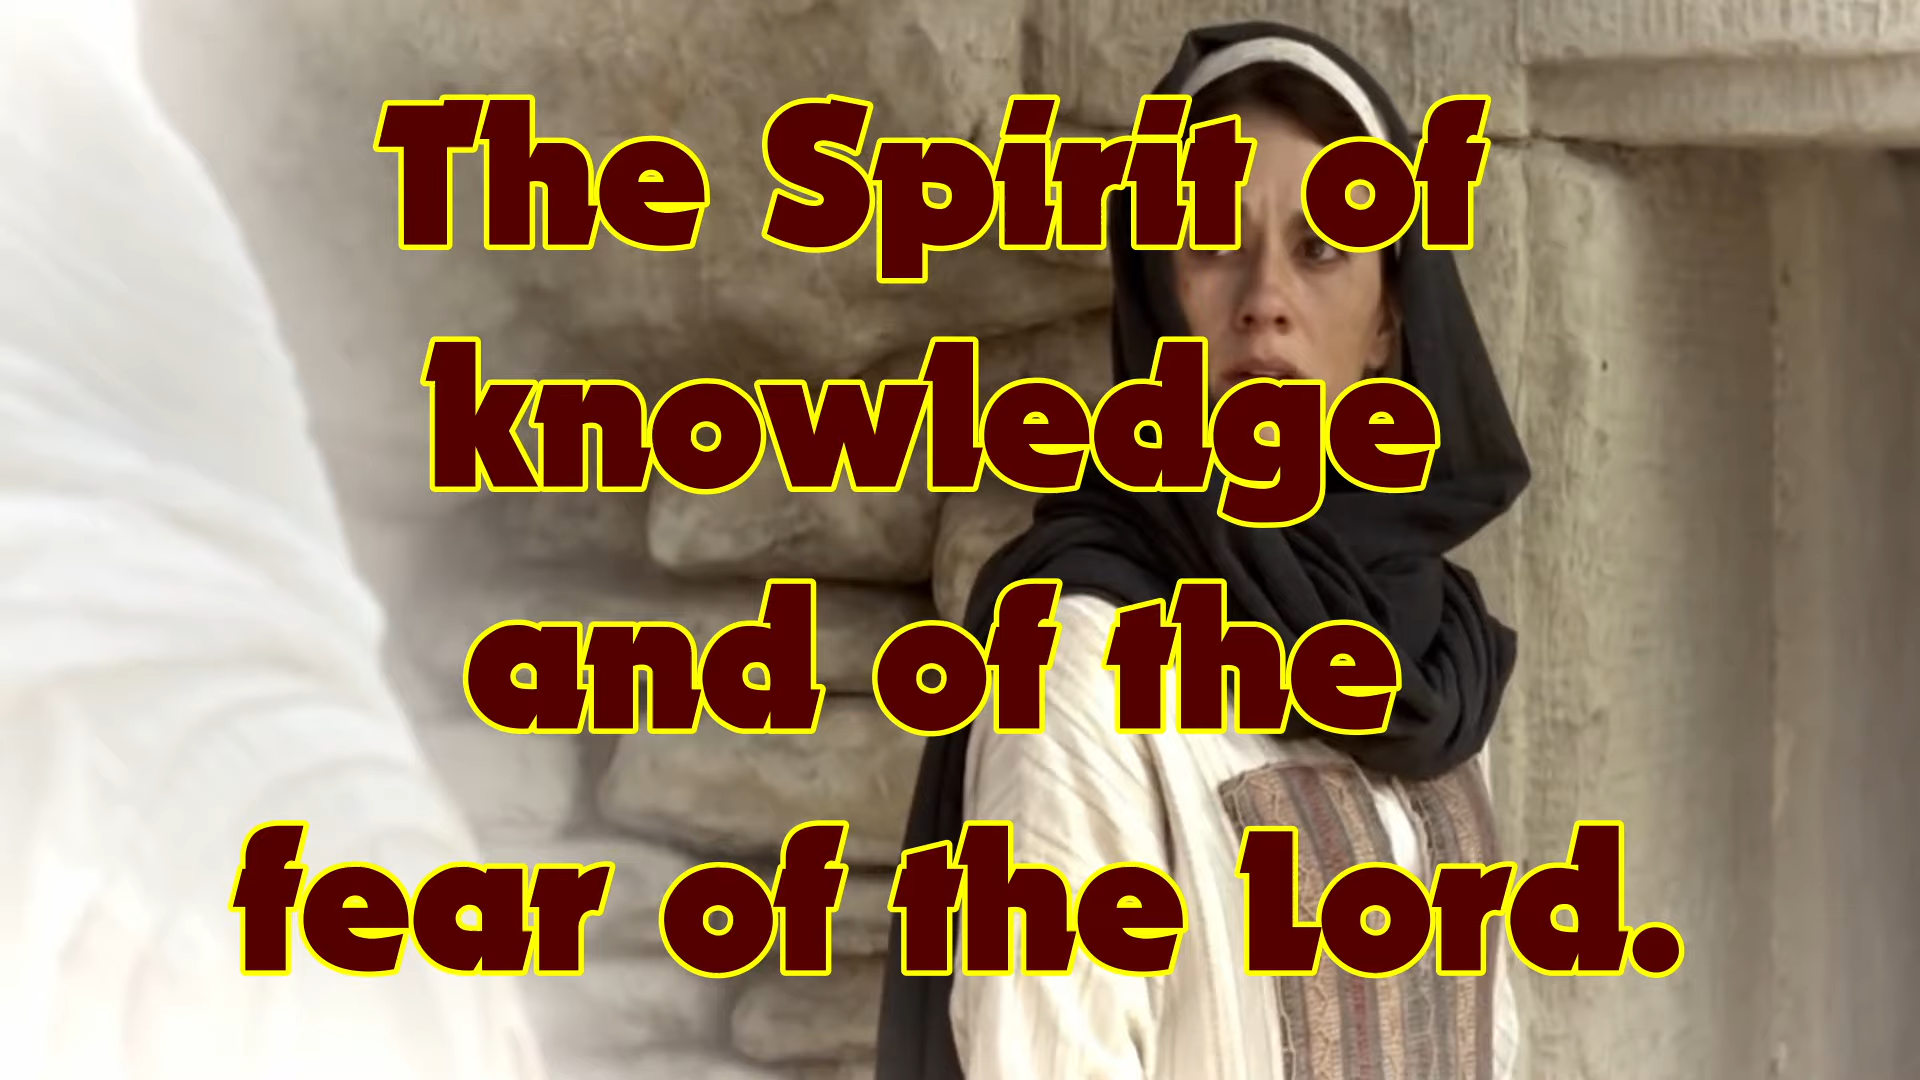 The Spirit of
knowledge
and of the
fear of the Lord.